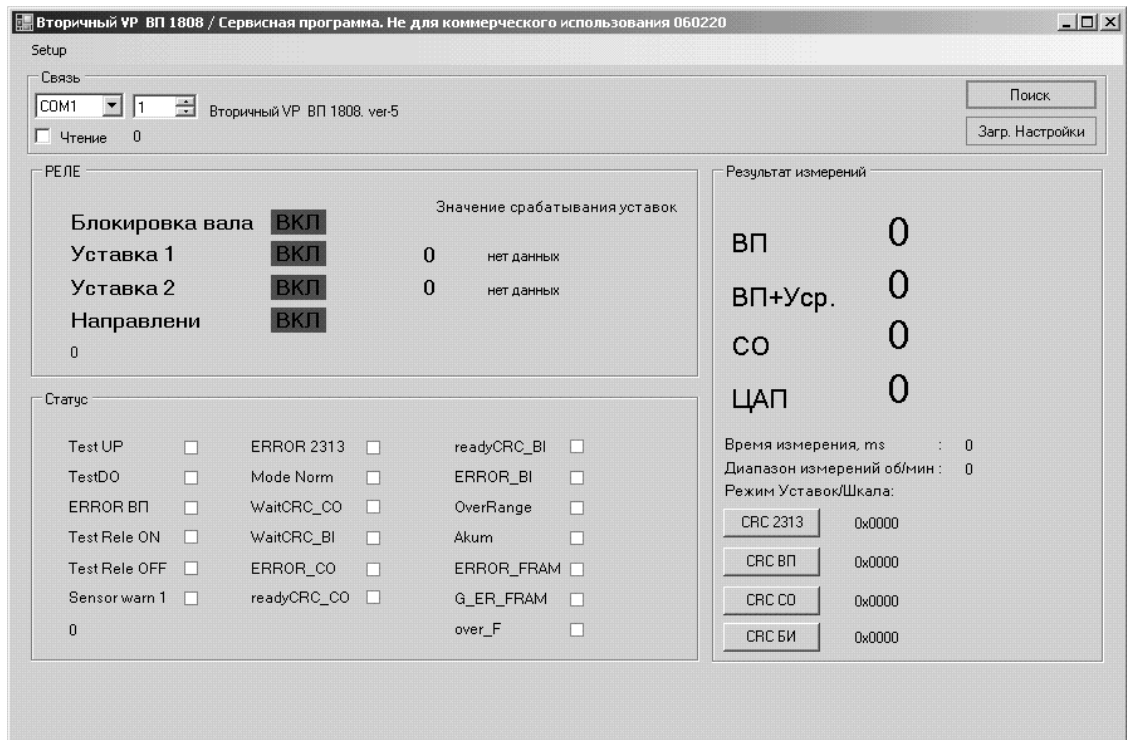 Вторичный VP ВП 1808 / Сервисная программа. Не для коммерческого использования 060220
Setup
Связь
COM1 1 Вторичный VP ВП 1808. ver-5 Поиск
Чтение 0 Загр. Настройки
РЕЛЕ
Значение срабатывания уставок
Блокировка вала ВКЛ
Уставка 1 ВКЛ 0 нет данных
Уставка 2 ВКЛ 0 нет данных
Направлени ВКЛ
0
Результат измерений
ВП 0
ВП+Уср. 0
СО 0
ЦАП 0
Время измерения, ms : 0
Диапазон измерений об/мин : 0
Режим Уставок/Шкала:
CRC 2313 0x0000
CRC ВП 0x0000
CRC СО 0x0000
CRC БИ 0x0000
Статус
Test UP ERROR 2313 readyCRC_BI
TestDO Mode Norm ERROR_BI
ERROR ВП WaitCRC_CO OverRange
Test Rele ON WaitCRC_BI Akum
Test Rele OFF ERROR_CO ERROR_FRAM
Sensor warn 1 readyCRC_CO G_ER_FRAM
0 over_F